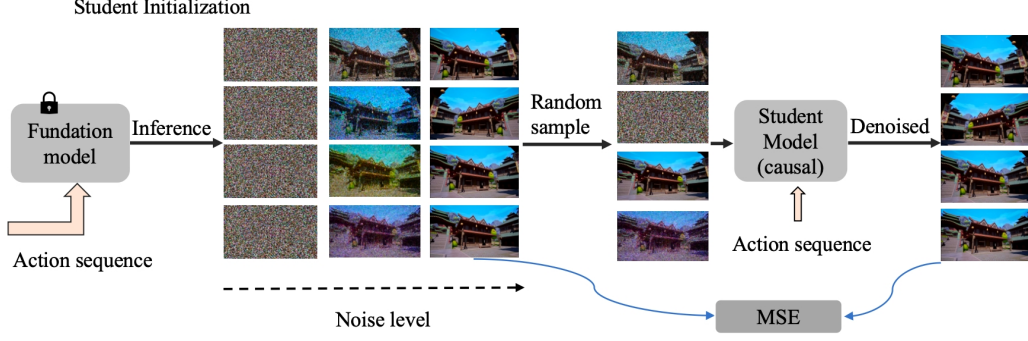 Student Initialization
Fundation
model
Inference
Action sequence
Noise level
Random
sample
Student
Model
(causal)
Action sequence
Denoised
MSE